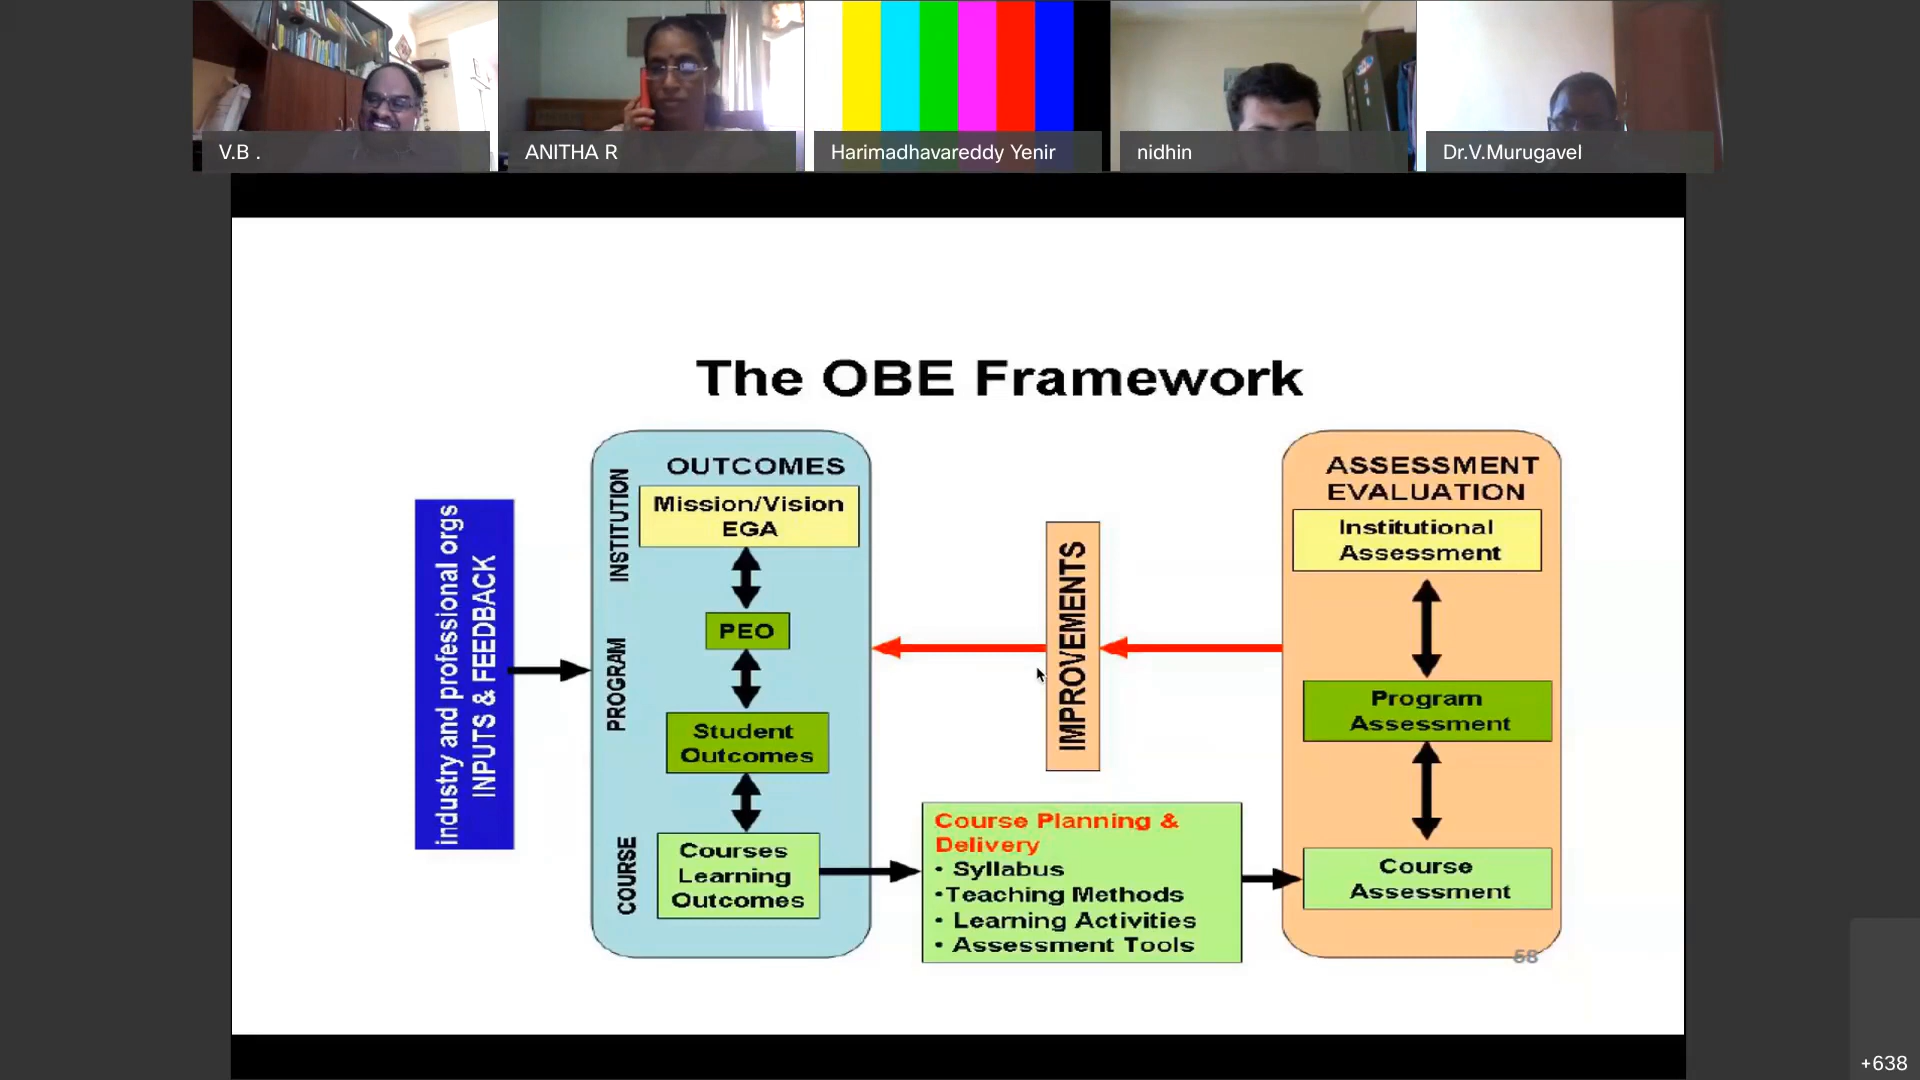 V.B .
ANITHA R
Harimadhavareddy Yenir
nidhin
Dr.V.Murugavel
The OBE Framework
industry and professional orgs
INPUTS & FEEDBACK
OUTCOMES
INSTITUTION
Mission/Vision
EGA
PROGRAM
PEO
Student
Outcomes
COURSE
Courses
Learning
Outcomes
IMPROVEMENTS
Course Planning &
Delivery
• Syllabus
•Teaching Methods
• Learning Activities
• Assessment Tools
ASSESSMENT
EVALUATION
Institutional
Assessment
Program
Assessment
Course
Assessment
+638